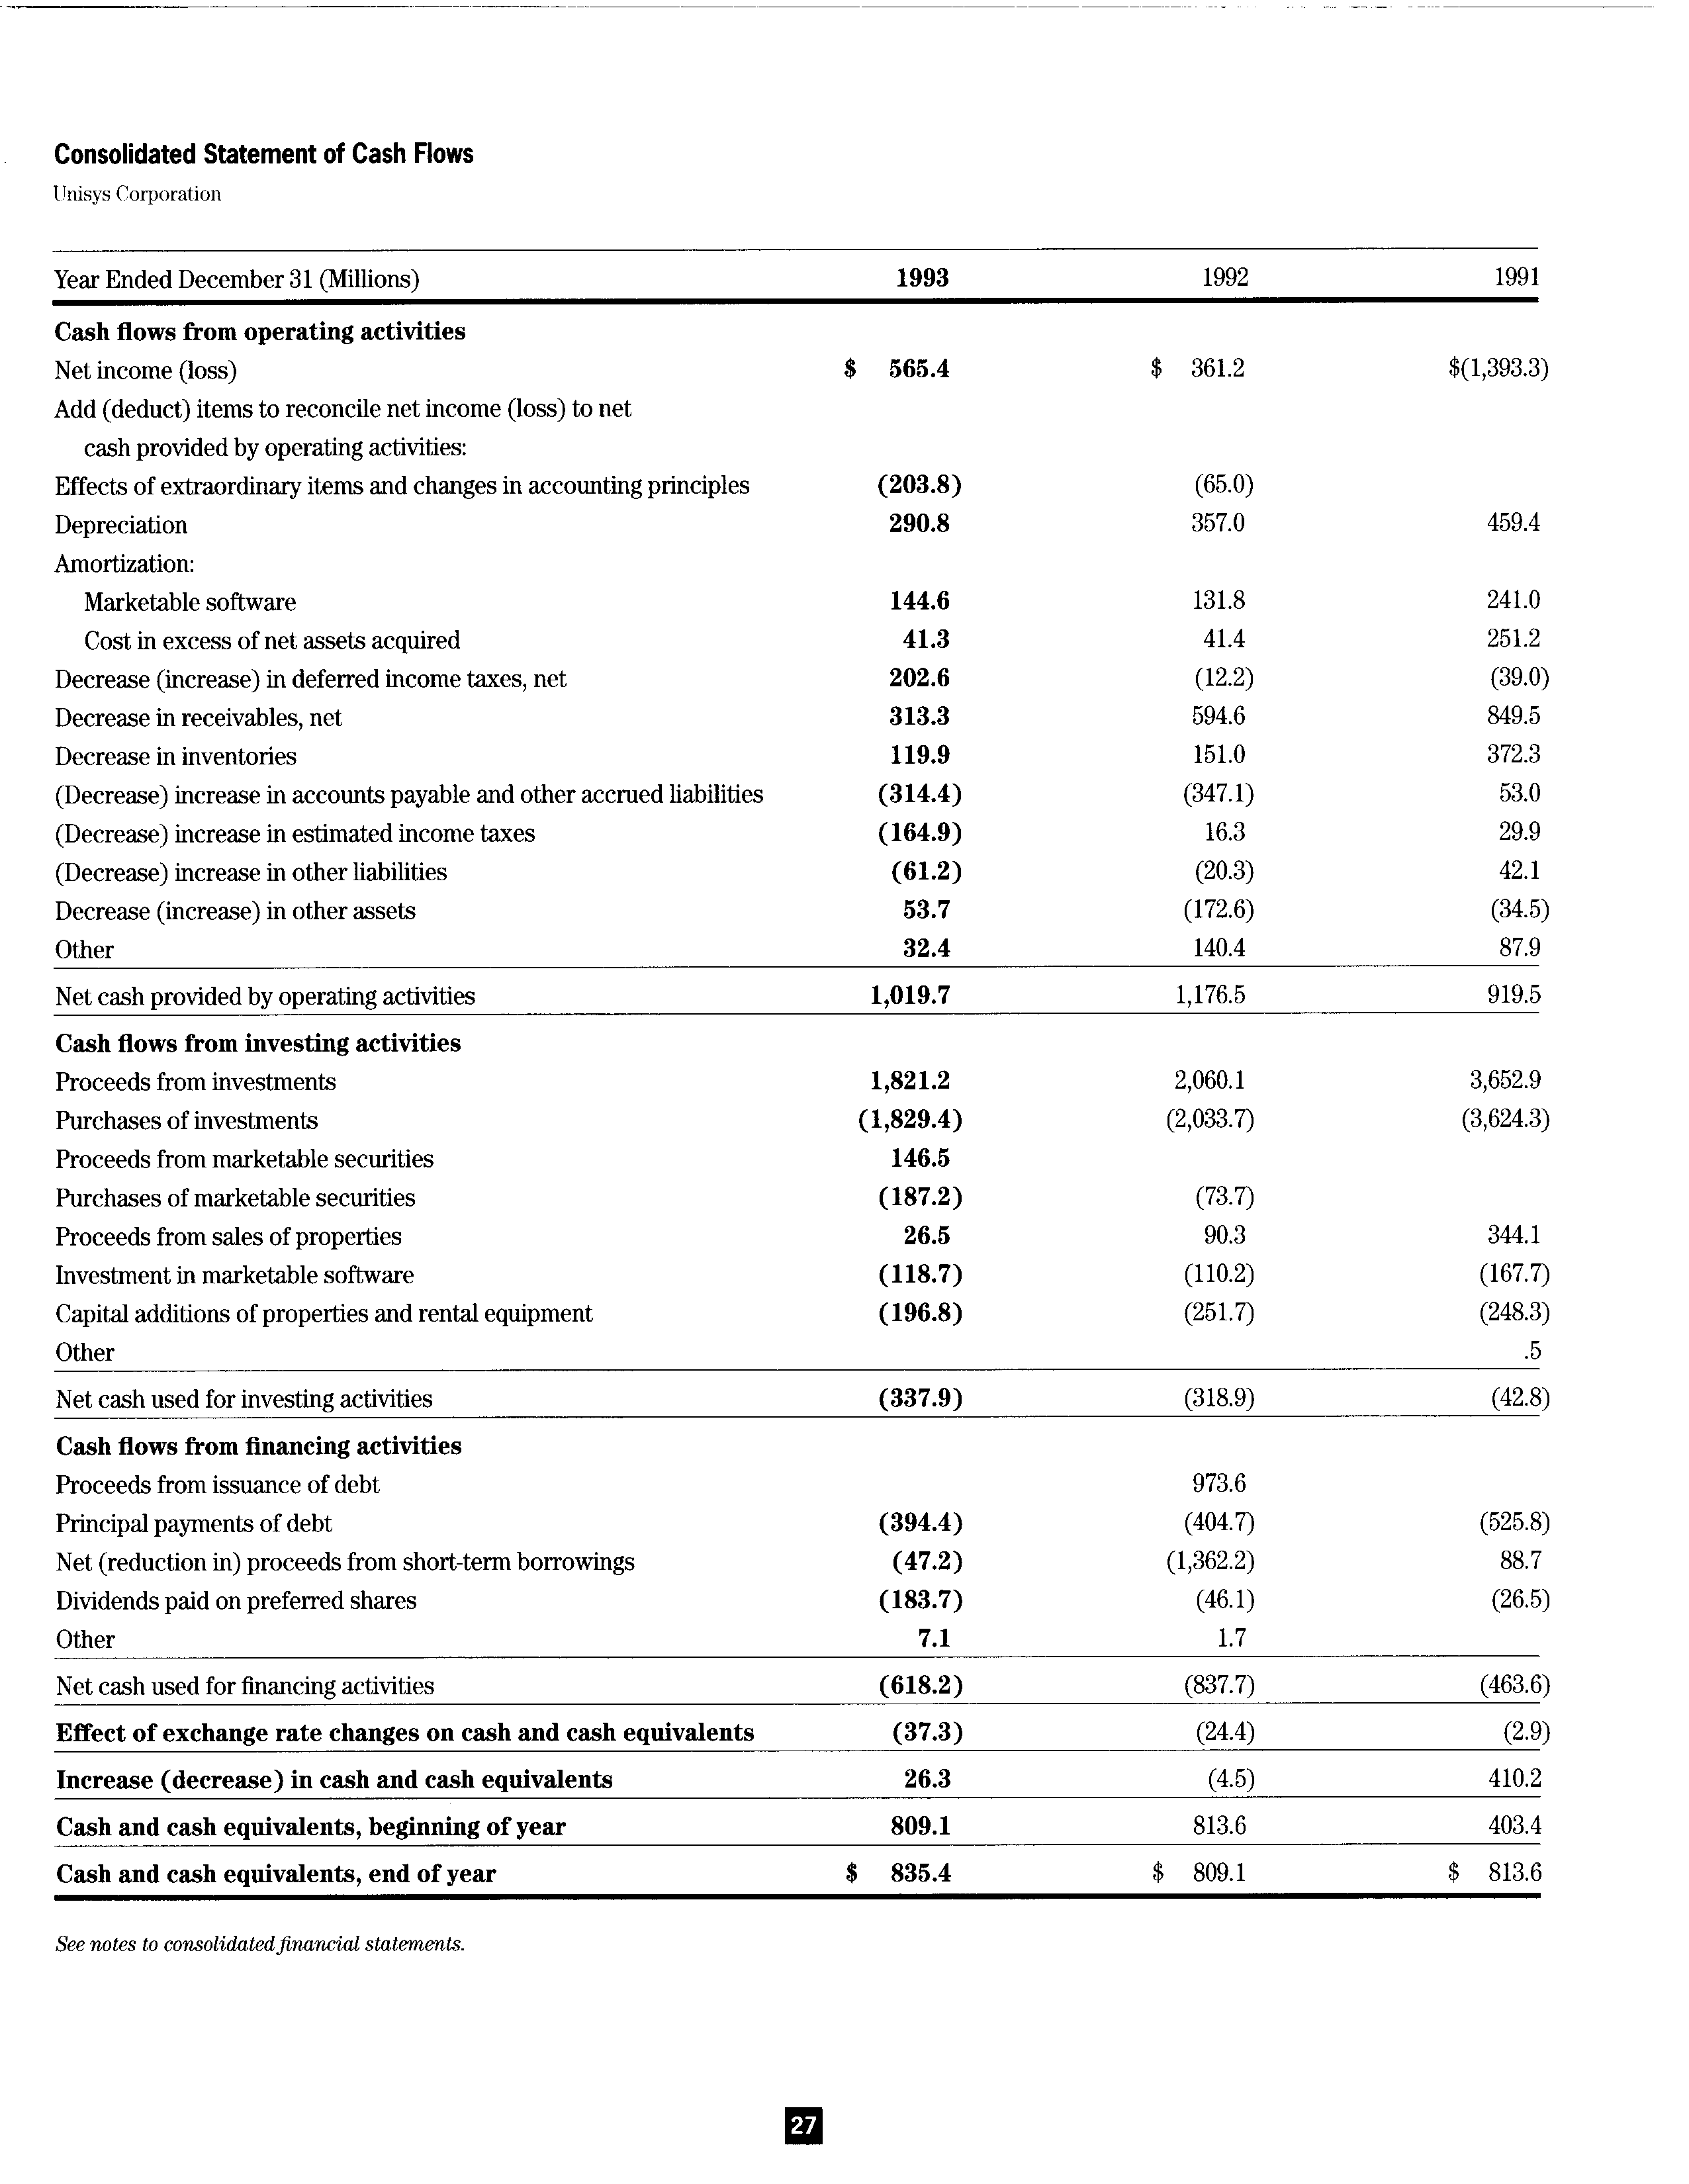 Consolidated Statement of Cash Flows
Unisys Corporation
Year Ended December 31 (Millions) 1993 1992 1991
Cash flows from operating activities
Net income (loss) $ 565.4 $ 361.2 $(1,393.3)
Add (deduct) items to reconcile net income (loss) to net
cash provided by operating activities:
Effects of extraordinary items and changes in accounting principles (203.8) (65.0)
Depreciation 290.8 357.0 459.4
Amortization:
Marketable software 144.6 131.8 241.0
Cost in excess of net assets acquired 41.3 41.4 251.2
Decrease (increase) in deferred income taxes, net 202.6 (12.2) (39.0)
Decrease in receivables, net 313.3 594.6 849.5
Decrease in inventories 119.9 151.0 372.3
(Decrease) increase in accounts payable and other accrued liabilities (314.4) (347.1) 53.0
(Decrease) increase in estimated income taxes (164.9) 16.3 29.9
(Decrease) increase in other liabilities (61.2) (20.3) 42.1
Decrease (increase) in other assets 53.7 (172.6) (34.5)
Other 32.4 140.4 87.9
Net cash provided by operating activities 1,019.7 1,176.5 919.5
Cash flows from investing activities
Proceeds from investments 1,821.2 2,060.1 3,652.9
Purchases of investments (1,829.4) (2,033.7) (3,624.3)
Proceeds from marketable securities 146.5
Purchases of marketable securities (187.2) (73.7)
Proceeds from sales of properties 26.5 90.3 344.1
Investment in marketable software (118.7) (110.2) (167.7)
Capital additions of properties and rental equipment (196.8) (251.7) (248.3)
Other .5
Net cash used for investing activities (337.9) (318.9) (42.8)
Cash flows from financing activities
Proceeds from issuance of debt 973.6
Principal payments of debt (394.4) (404.7) (525.8)
Net (reduction in) proceeds from short-term borrowings (47.2) (1,362.2) 88.7
Dividends paid on preferred shares (183.7) (46.1) (26.5)
Other 7.1 1.7
Net cash used for financing activities (618.2) (837.7) (463.6)
Effect of exchange rate changes on cash and cash equivalents (37.3) (24.4) (2.9)
Increase (decrease) in cash and cash equivalents 26.3 (4.5) 410.2
Cash and cash equivalents, beginning of year 809.1 813.6 403.4
Cash and cash equivalents, end of year $ 835.4 $ 809.1 $ 813.6
See notes to consolidated financial statements.
27